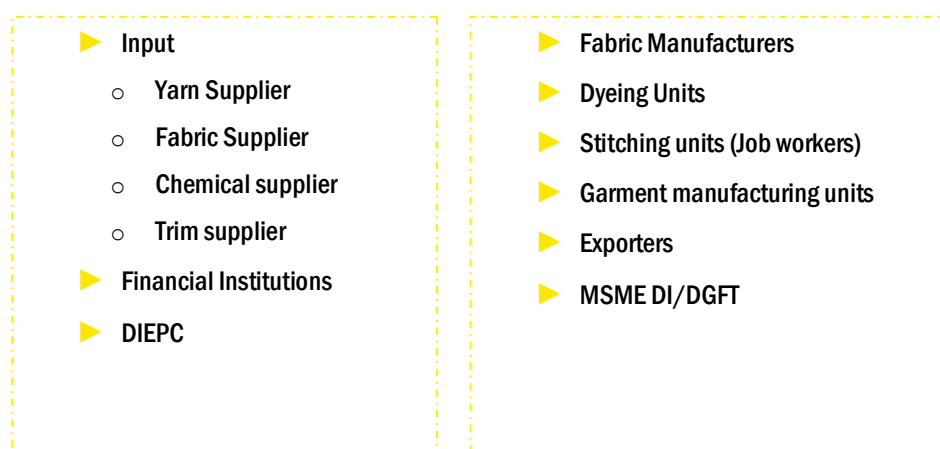 Input
Yarn Supplier
Fabric Supplier
Chemical supplier
Trim supplier
Financial Institutions
DIEPC
Fabric Manufacturers
Dyeing Units
Stitching units (Job workers)
Garment manufacturing units
Exporters
MSME DI/DGFT